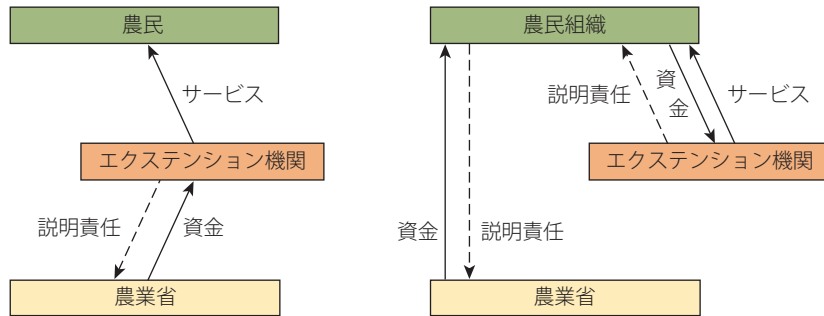 農民
サービス
エクステンション機関
説明責任
資金
農業省
農民組織
説明責任
資
金
サービス
エクステンション機関
資金
説明責任
農業省